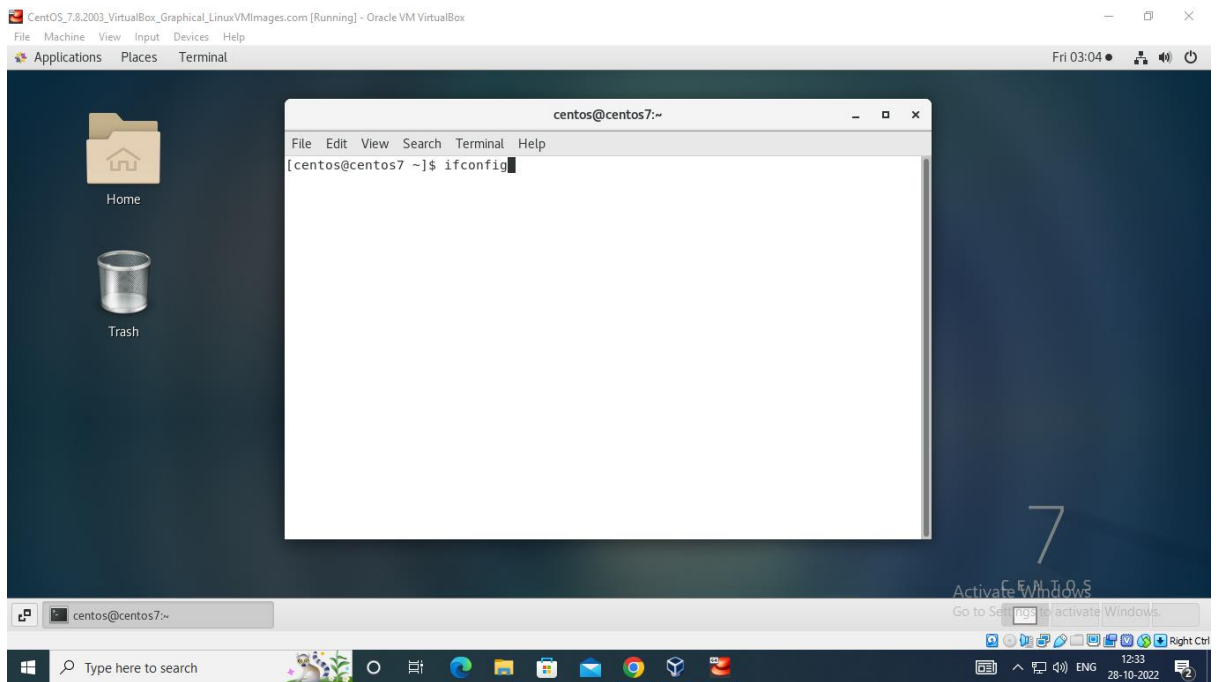 CentOS_7.8.2003_VirtualBox_Graphical_LinuxVMImages.com [Running] - Oracle VM VirtualBox
File Machine View Input Devices Help
Applications Places Terminal Fri 03:04
centos@centos7:~
File Edit View Search Terminal Help
[centos@centos7 ~]$ ifconfig
Home
Trash
7
CENTOS
Activate Windows
Go to Settings to activate Windows.
centos@centos7:~
Right Ctrl
Type here to search
ENG
12:33
28-10-2022
2